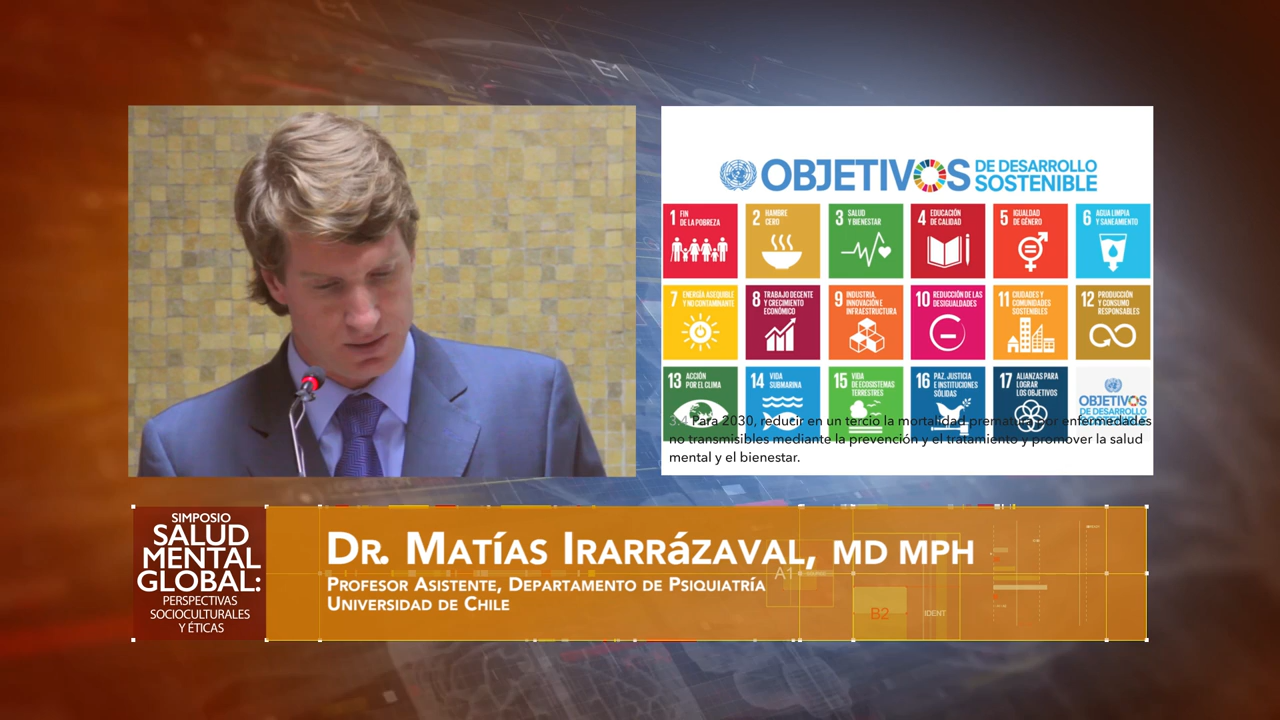 E1
OBJETIVOS
DE DESARROLLO
SOSTENIBLE
1 FIN
DE LA POBREZA
2 HAMBRE
CERO
3 SALUD
Y BIENESTAR
4 EDUCACIÓN
DE CALIDAD
5 IGUALDAD
DE GÉNERO
6 AGUA LIMPIA
Y SANEAMIENTO
7 ENERGÍA ASEQUIBLE
Y NO CONTAMINANTE
8 TRABAJO DECENTE
Y CRECIMIENTO
ECONÓMICO
9 INDUSTRIA,
INNOVACIÓN E
INFRAESTRUCTURA
10 REDUCCIÓN DE LAS
DESIGUALDADES
11 CIUDADES Y
COMUNIDADES
SOSTENIBLES
12 PRODUCCIÓN
Y CONSUMO
RESPONSABLES
13 ACCIÓN
POR EL CLIMA
14 VIDA
SUBMARINA
15 VIDA
DE ECOSISTEMAS
TERRESTRES
16 PAZ, JUSTICIA
E INSTITUCIONES
SÓLIDAS
17 ALIANZAS PARA
LOGRAR
LOS OBJETIVOS
OBJETIVOS
DE DESARROLLO
SOSTENIBLE
3.4 Para 2030, reducir en un tercio la mortalidad prematura por enfermedades
no transmisibles mediante la prevención y el tratamiento y promover la salud
mental y el bienestar.
SIMPOSIO
SALUD
MENTAL
GLOBAL:
PERSPECTIVAS
SOCIOCULTURALES
Y ÉTICAS
DR. MATÍAS IRARRáZAVAL, MD MPH
PROFESOR ASISTENTE, DEPARTAMENTO DE PSIQUIATRÍA
UNIVERSIDAD DE CHILE
A1
B2
IDENT